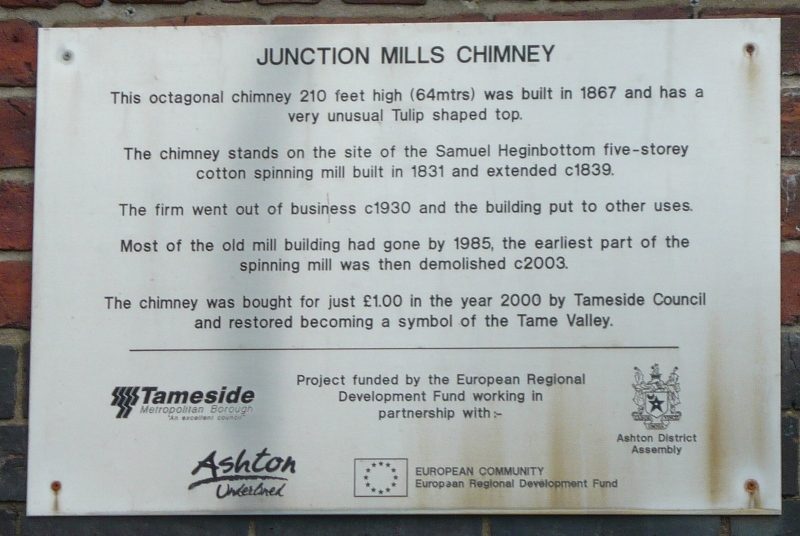 JUNCTION MILLS CHIMNEY
This octagonal chimney 210 feet high (64mtrs) was built in 1867 and has a
very unusual Tulip shaped top.
The chimney stands on the site of the Samuel Heginbottom five-storey
cotton spinning mill built in 1831 and extended c1839.
The firm went out of business c1930 and the building put to other uses.
Most of the old mill building had gone by 1985, the earliest part of the
spinning mill was then demolished c2003.
The chimney was bought for just £1.00 in the year 2000 by Tameside Council
and restored becoming a symbol of the Tame Valley.
Tameside
Metropolitan Borough
"An excellent council"
Project funded by the European Regional
Development Fund working in
partnership with:-
Ashton District
Assembly
Ashton
Underlined
EUROPEAN COMMUNITY
European Regional Development Fund